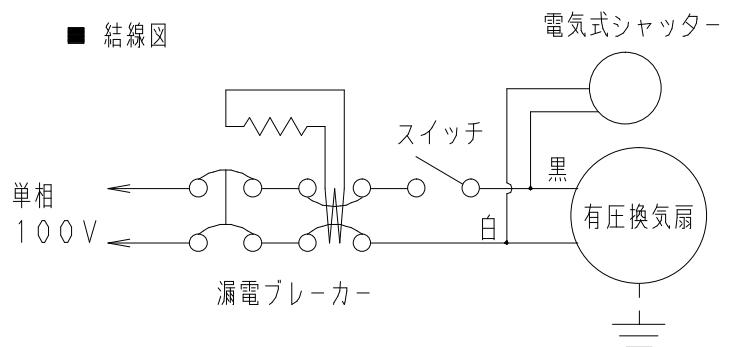 ■ 結線図
電気式シャッター
スイッチ
黒
単相
100V
有圧換気扇
白
漏電ブレーカー